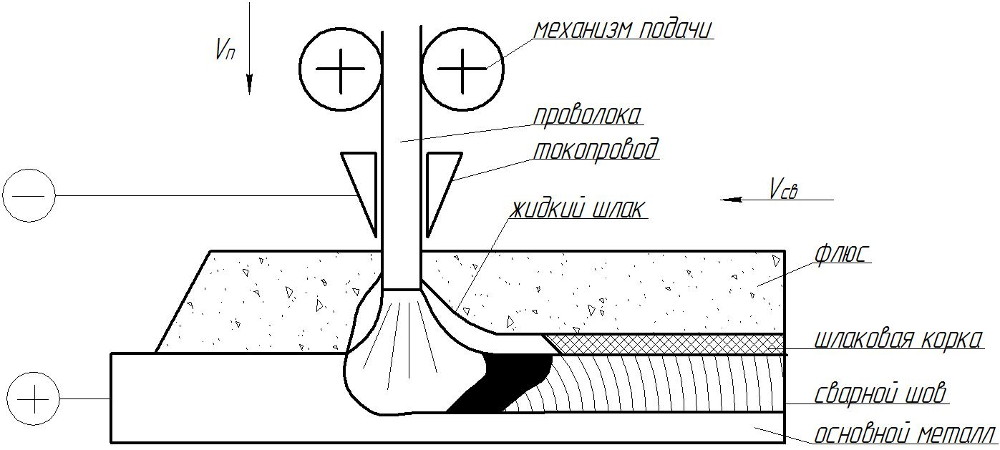 механизм подачи
Vп
проволока
токопровод
Vсв
жидкий шлак
флюс
шлаковая корка
сварной шов
основной металл